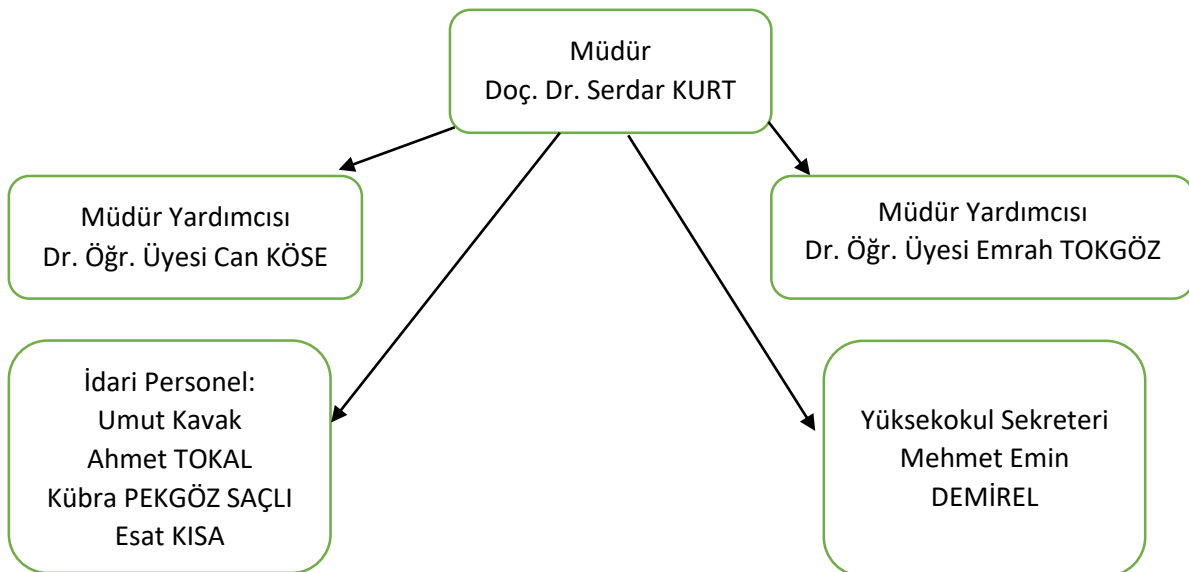 Müdür
Doç. Dr. Serdar KURT
Müdür Yardımcısı
Dr. Öğr. Üyesi Can KÖSE
Müdür Yardımcısı
Dr. Öğr. Üyesi Emrah TOKGÖZ
İdari Personel:
Umut Kavak
Ahmet TOKAL
Kübra PEKGÖZ SAÇLI
Esat KISA
Yüksekokul Sekreteri
Mehmet Emin
DEMİREL